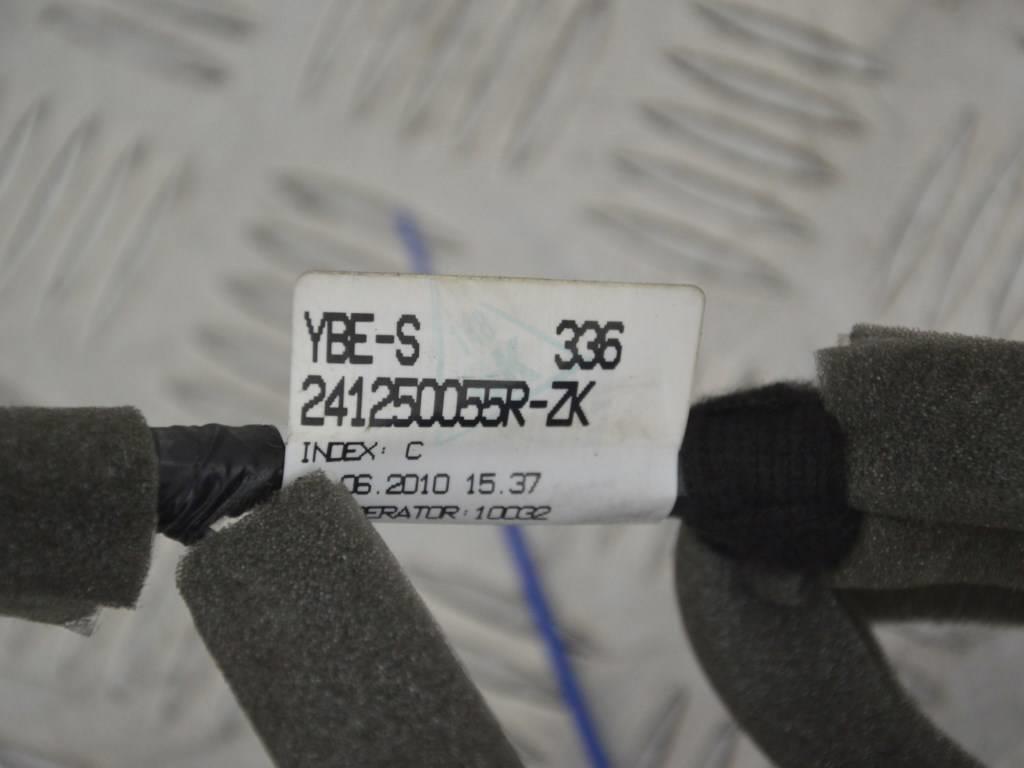 YBE-S 336
241250055R-ZK
INDEX: C
06.2010 15.37
ERATOR:10032